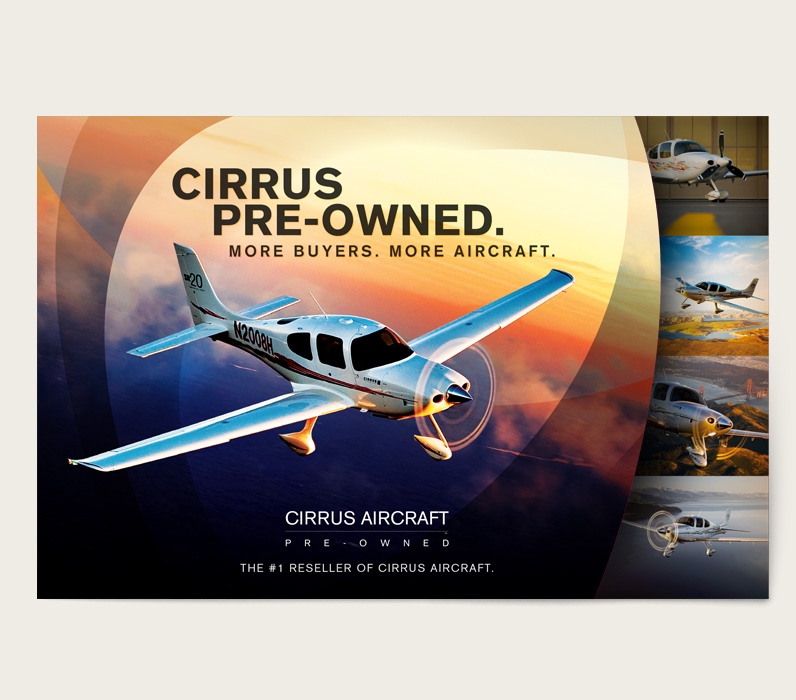 CIRRUS
PRE-OWNED.
MORE BUYERS. MORE AIRCRAFT.
20
N2008H
CIRRUS AIRCRAFT
PRE-OWNED
THE #1 RESELLER OF CIRRUS AIRCRAFT.